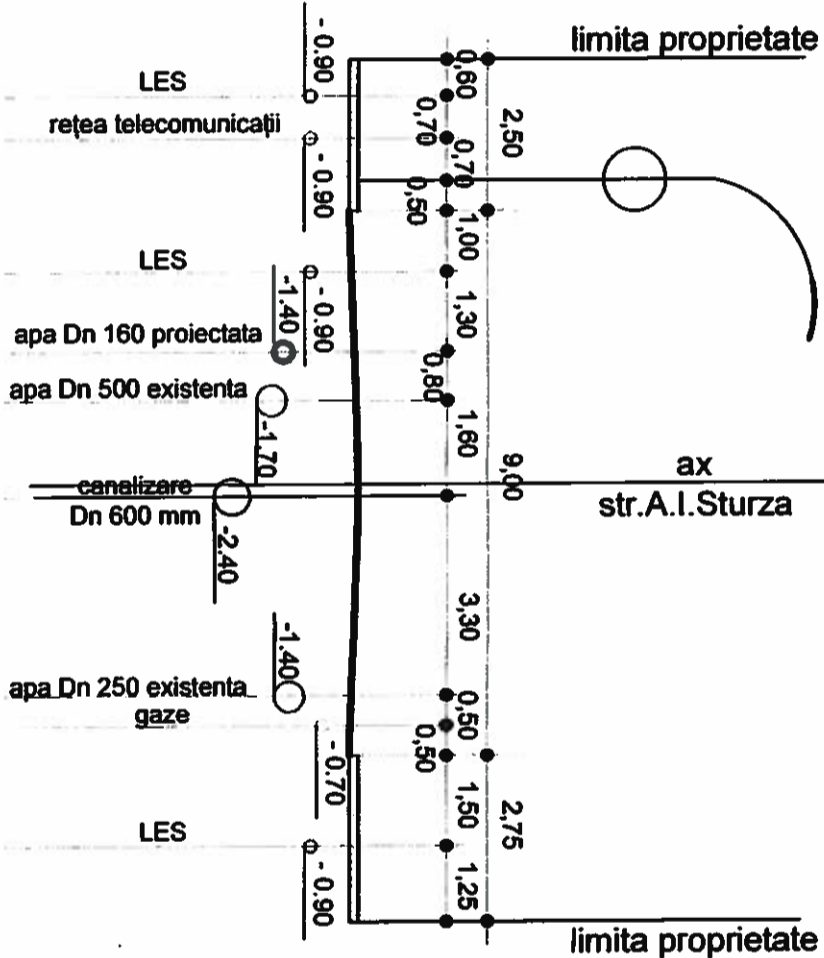 limita proprietate
- 0.90
0,60
LES
0,70
2,50
rețea telecomunicații
- 0.90
0,70
0,50
1,00
LES
- 0.90
-1.40
1,30
apa Dn 160 proiectata
0,80
apa Dn 500 existenta
-1.70
1,60
9,00
ax
canalizare
Dn 600 mm
str.A.I.Sturza
-2.40
3,30
-1.40
apa Dn 250 existenta
gaze
0,50
0,50
- 0.70
1,50
2,75
LES
- 0.90
1,25
limita proprietate